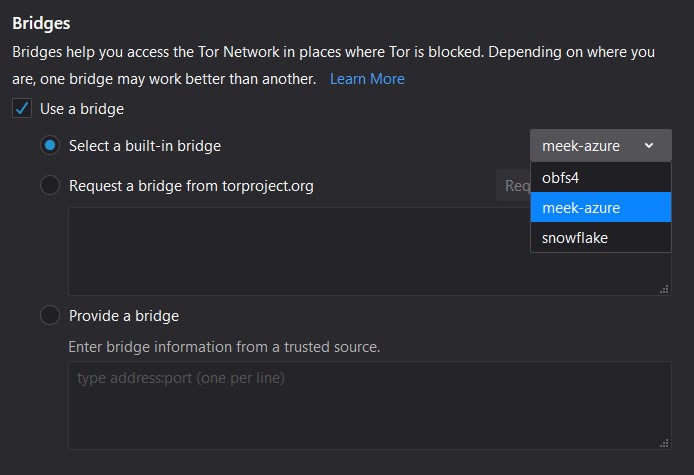 Bridges
Bridges help you access the Tor Network in places where Tor is blocked. Depending on where you
are, one bridge may work better than another. Learn More
Use a bridge
Select a built-in bridge meek-azure
obfs4
Request a bridge from torproject.org Req
meek-azure
snowflake
Provide a bridge
Enter bridge information from a trusted source.
type address:port (one per line)